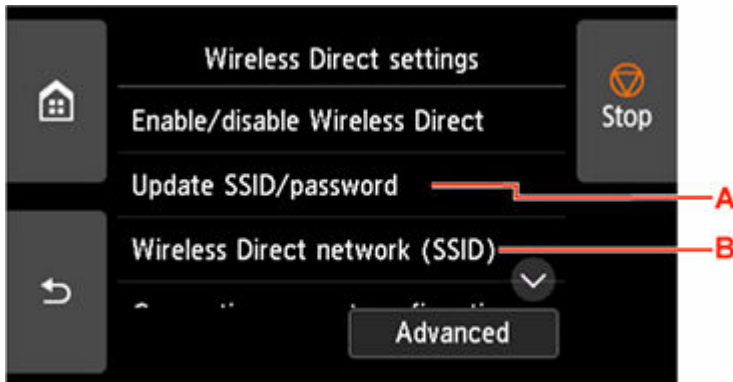 Wireless Direct settings
Stop
Enable/disable Wireless Direct
Update SSID/password
A
Wireless Direct network (SSID)
B
Advanced